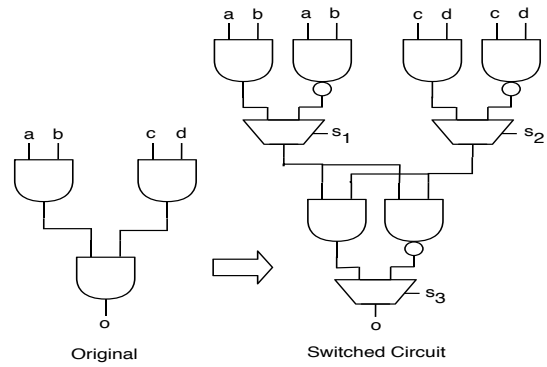 a b a b c d c d
s1 s2
a b c d
s3
o o
Original Switched Circuit